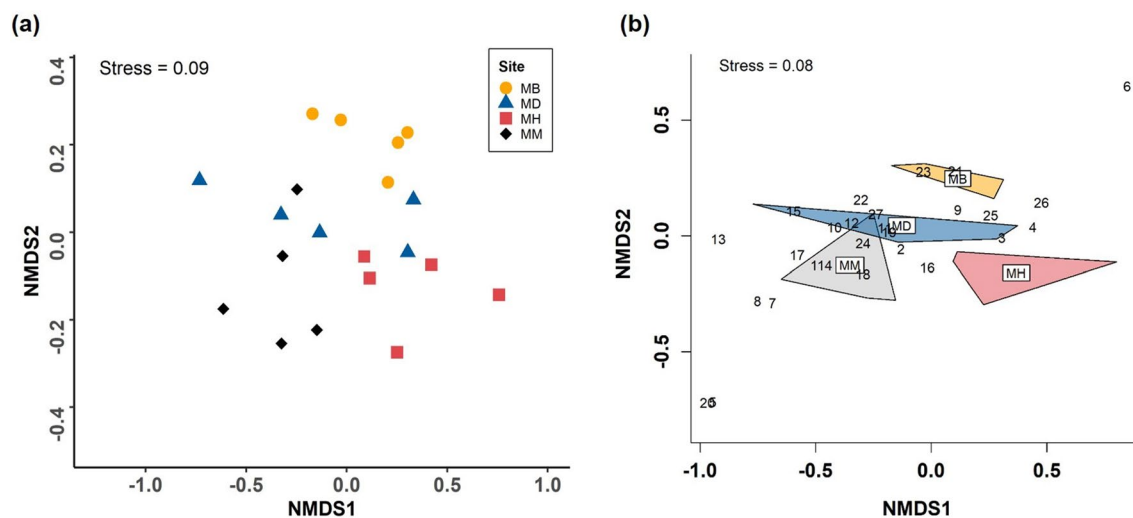 (a)
Stress = 0.09
Site
MB
MD
MH
MM
0.4
0.2
0.0
-0.2
-0.4
NMDS2
-1.0
-0.5
0.0
0.5
1.0
NMDS1
(b)
Stress = 0.08
6
0.5
0.0
-0.5
NMDS2
23
21
MB
22
26
15
27
9
25
10
12
MD
4
13
3
24
2
17
114
MM
18
16
MH
8
7
20
5
-1.0
-0.5
0.0
0.5
NMDS1